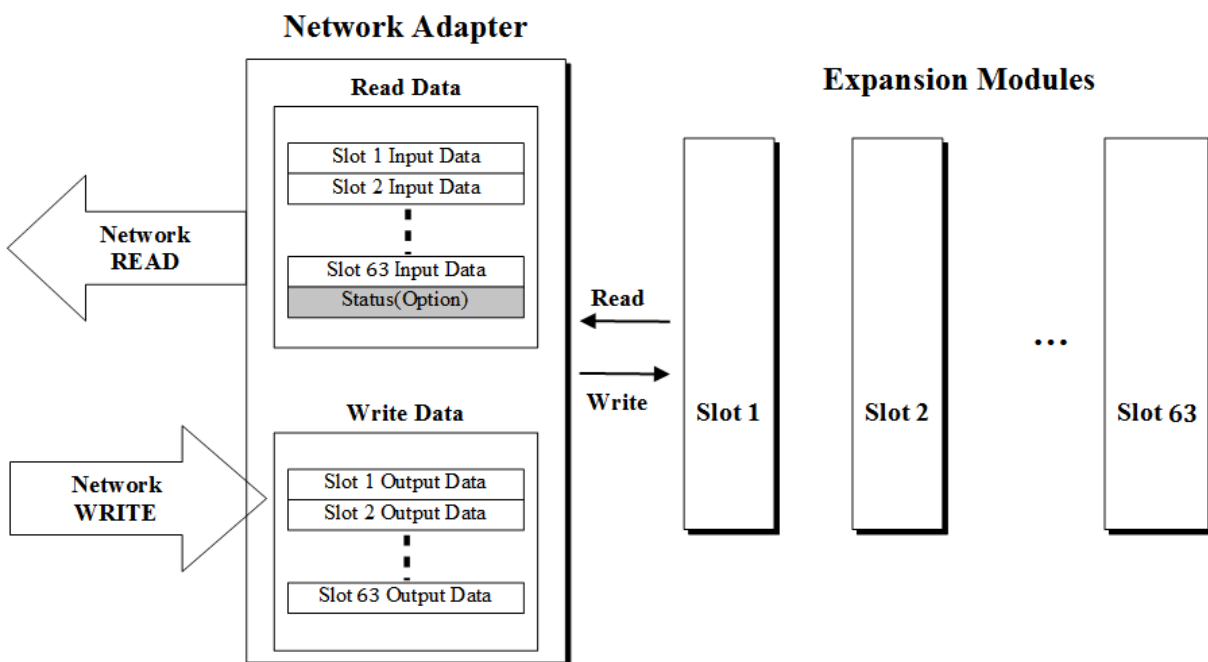 Network Adapter
Read Data
Slot 1 Input Data
Slot 2 Input Data
Slot 63 Input Data
Status(Option)
Network
READ
Write Data
Slot 1 Output Data
Slot 2 Output Data
Slot 63 Output Data
Network
WRITE
Read
Write
Expansion Modules
Slot 1
Slot 2
...
Slot 63